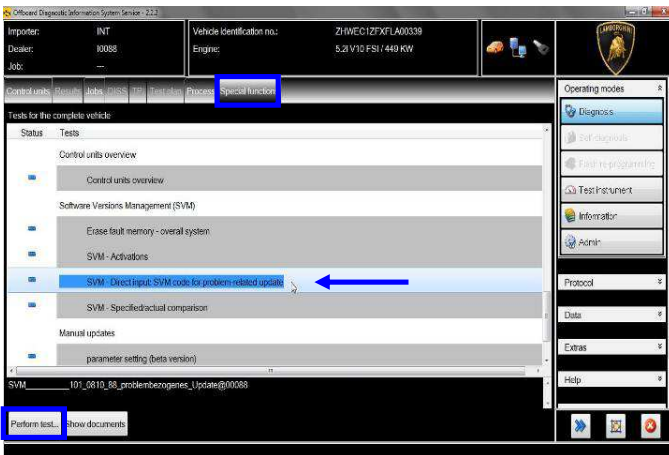 Offboard Diagnostic Information System Service - 2.2.2
Importer: INT Vehicle identification no.: ZHWEC1ZFXFLA00339
Dealer: 10088 Engine: 5.2l V10 FSI / 449 KW
Job: ---
LAMBORGHINI
Control units Results Jobs DISS TPI Test plan Process Special function
Operating modes
Tests for the complete vehicle
Diagnosis
Status Tests
Control units overview
Self-diagnosis
Control units overview
Flash re-programming
Software Versions Management (SVM)
Test instrument
Erase fault memory - overall system
Information
SVM - Activations
Admin
SVM - Direct input: SVM code for problem-related update
Protocol
SVM - Specified/actual comparison
Data
Manual updates
Extras
parameter setting (beta version)
Help
SVM_______101_0810_88_problembezogenes_Update@00088
Perform test... Show documents